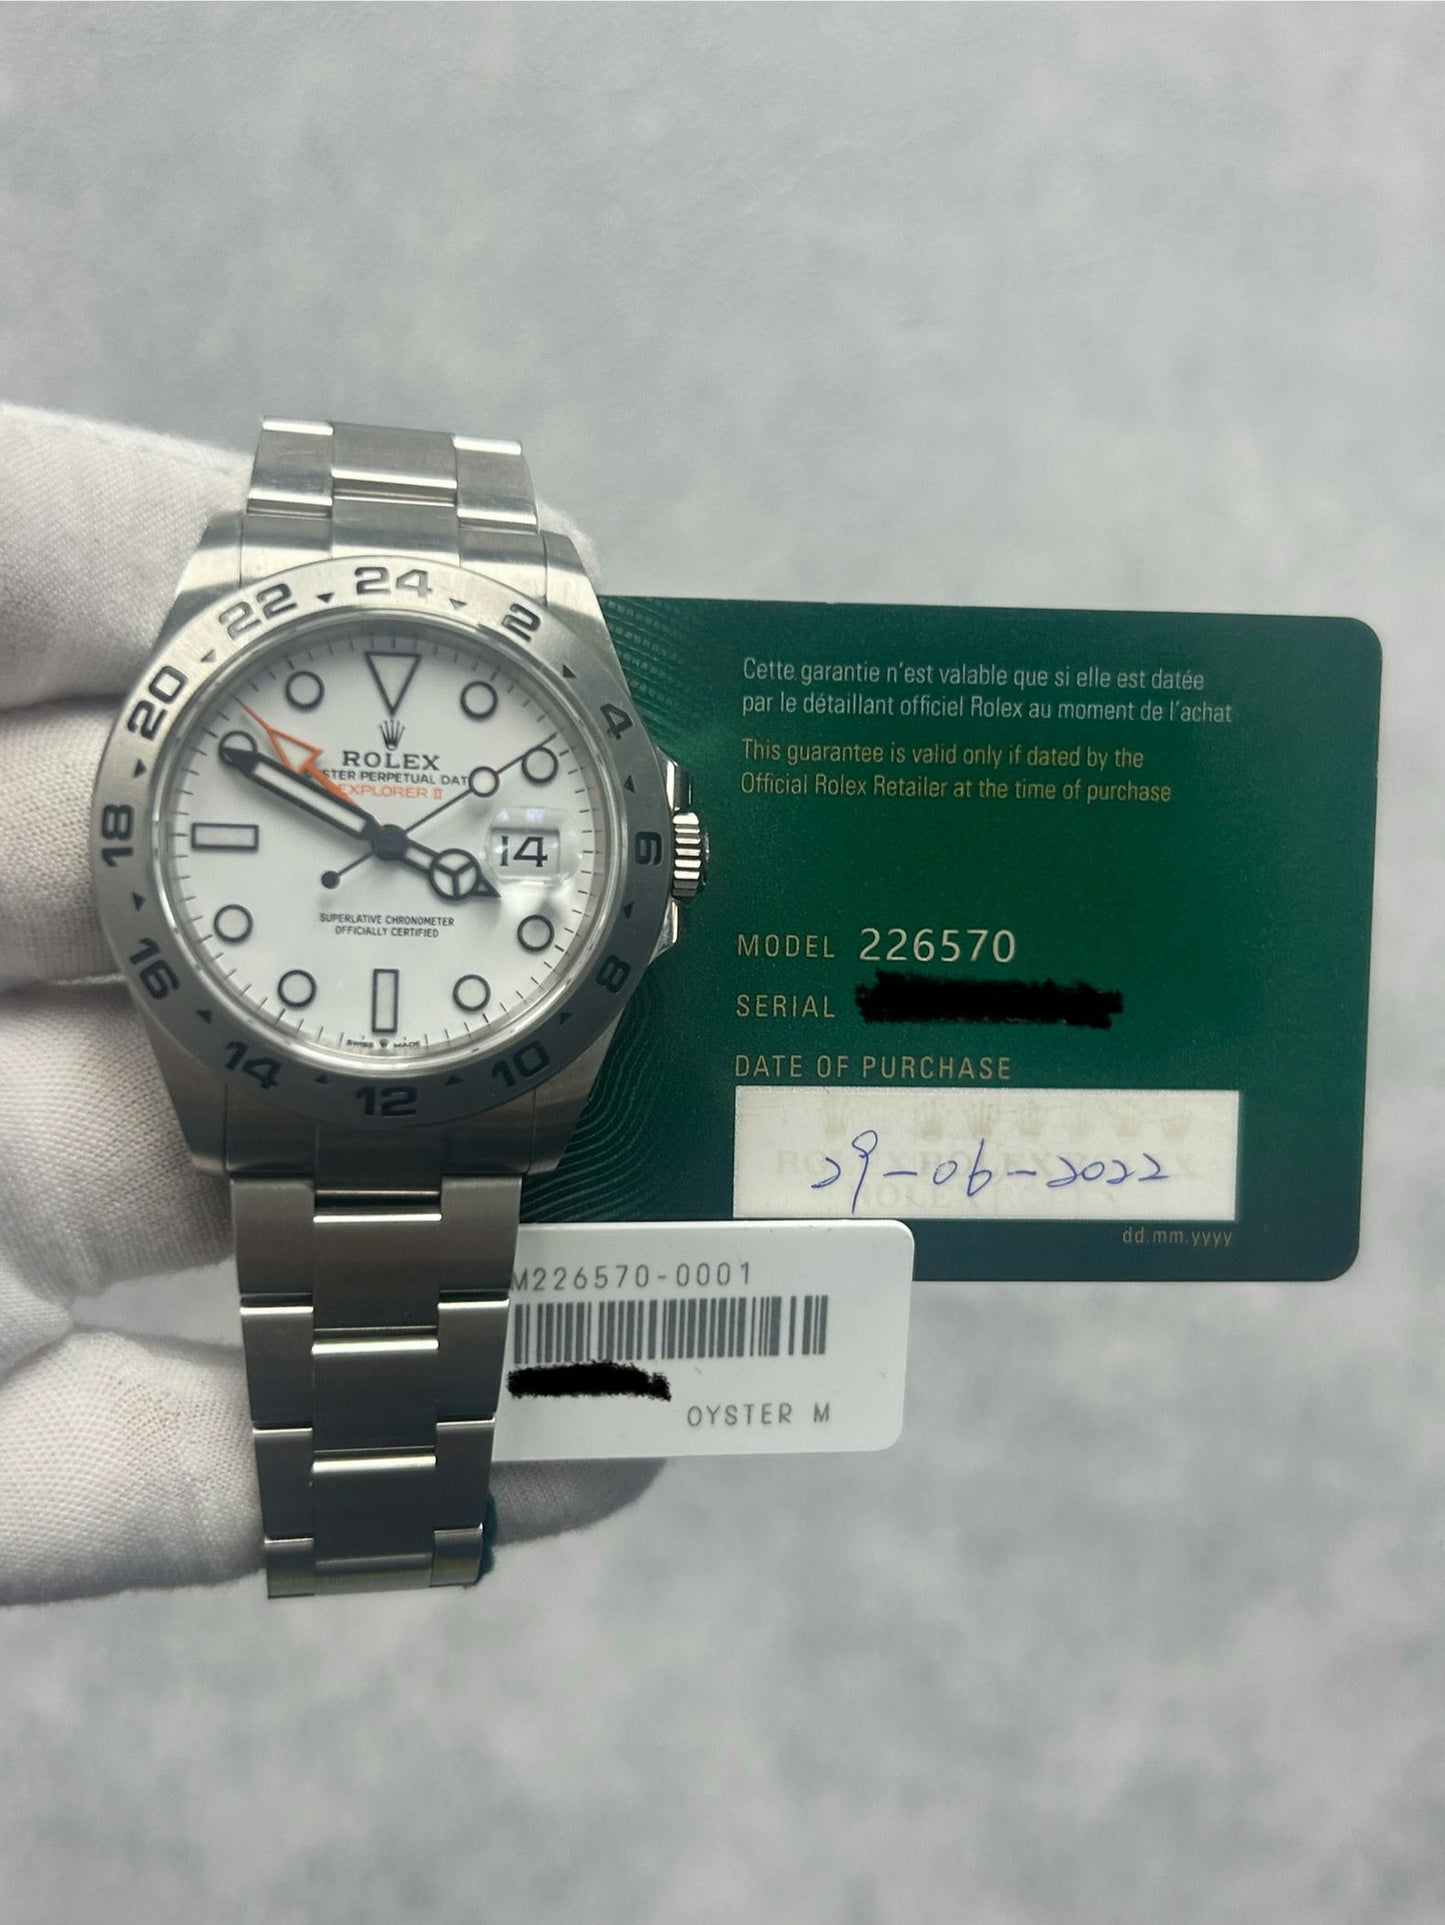 24
2
4
6
8
10
12
14
16
18
20
22
ROLEX
STER PERPETUAL DAT
EXPLORER II
14
SUPERLATIVE CHRONOMETER
OFFICIALLY CERTIFIED
SWISS MADE
Cette garantie n'est valable que si elle est datée
par le détaillant officiel Rolex au moment de l'achat
This guarantee is valid only if dated by the
Official Rolex Retailer at the time of purchase
MODEL 226570
SERIAL
DATE OF PURCHASE
29-06-2022
dd.mm.yyyy
M226570-0001
OYSTER M